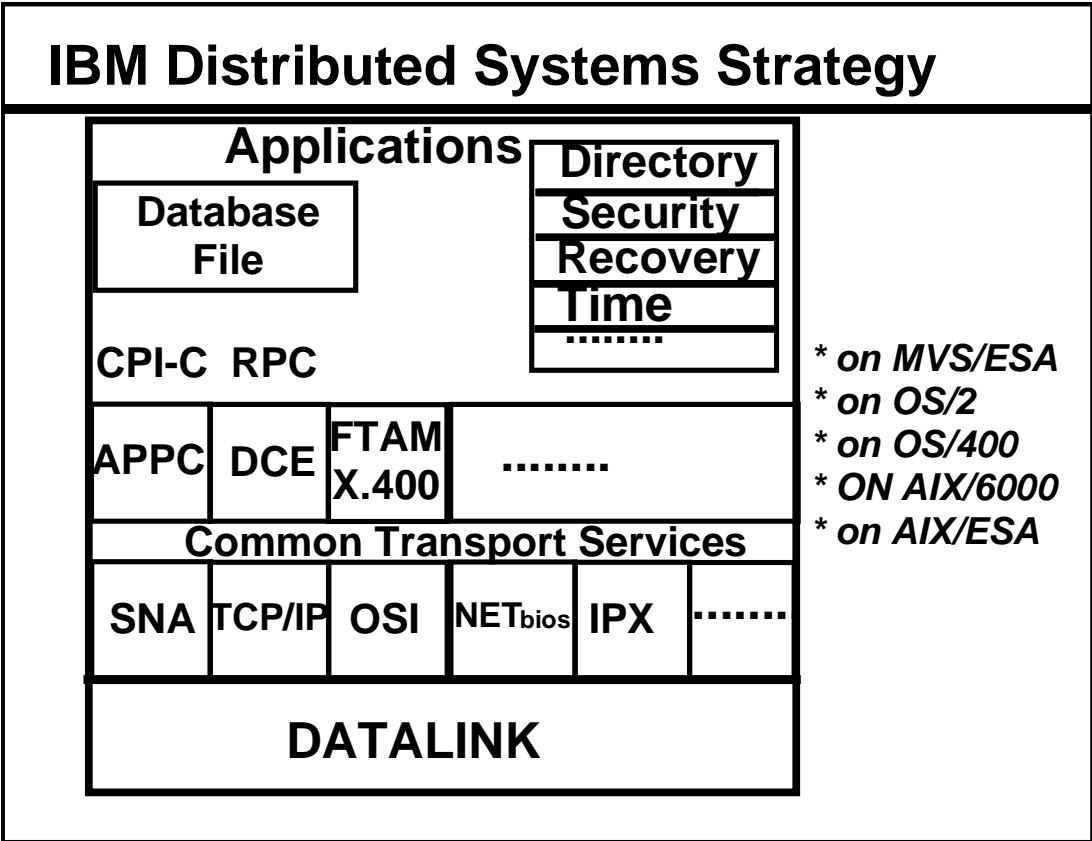 IBM Distributed Systems Strategy
Applications
Directory
Security
Recovery
Time
........
Database
File
CPI-C RPC
APPC
DCE
FTAM
X.400
........
Common Transport Services
SNA
TCP/IP
OSI
NETbios
IPX
.......
DATALINK
* on MVS/ESA
* on OS/2
* on OS/400
* ON AIX/6000
* on AIX/ESA